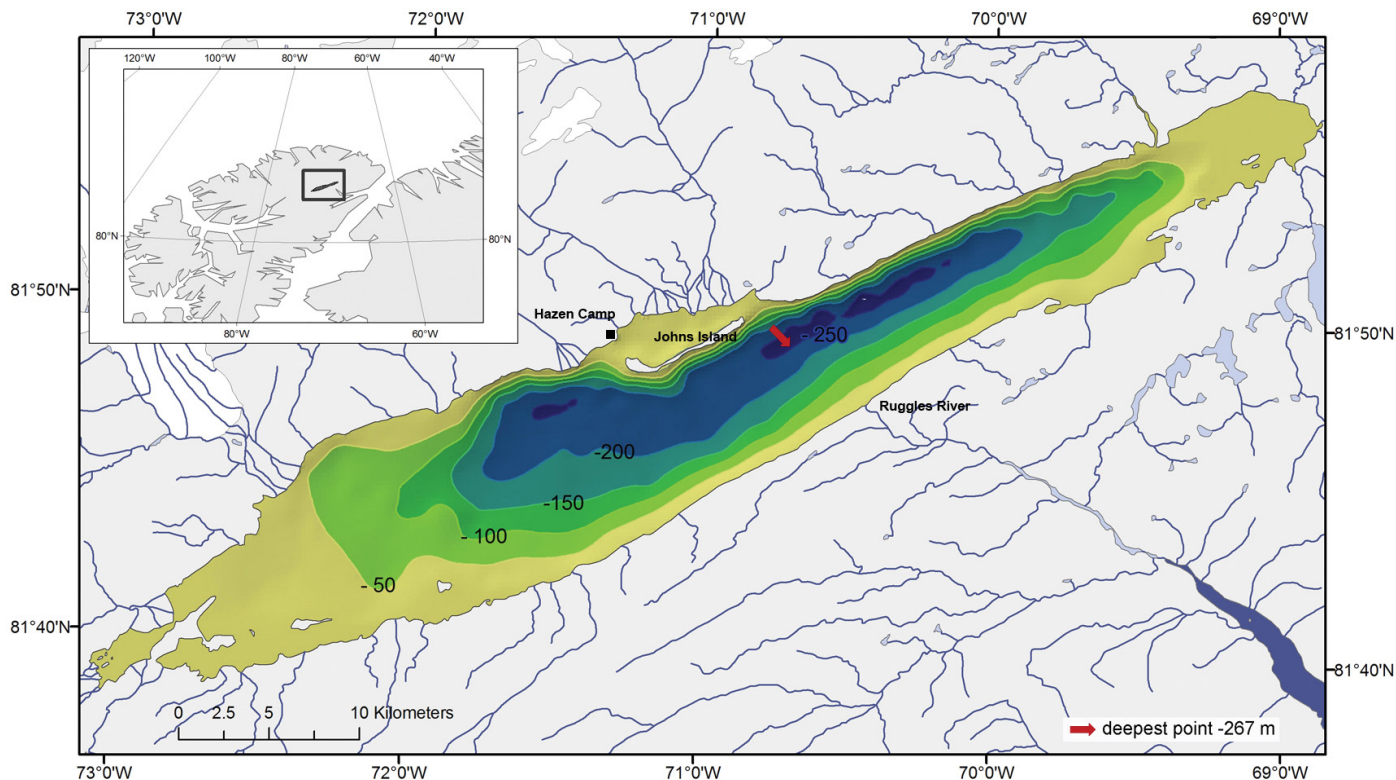 73°0'W 72°0'W 71°0'W 70°0'W 69°0'W
120°W 100°W 80°W 60°W 40°W
80°N 80°N
80°W 60°W
81°50'N
81°50'N
Hazen Camp
Johns Island
- 250
Ruggles River
-200
-150
- 100
- 50
81°40'N
81°40'N
0 2.5 5 10 Kilometers
deepest point -267 m
73°0'W 72°0'W 71°0'W 70°0'W 69°0'W